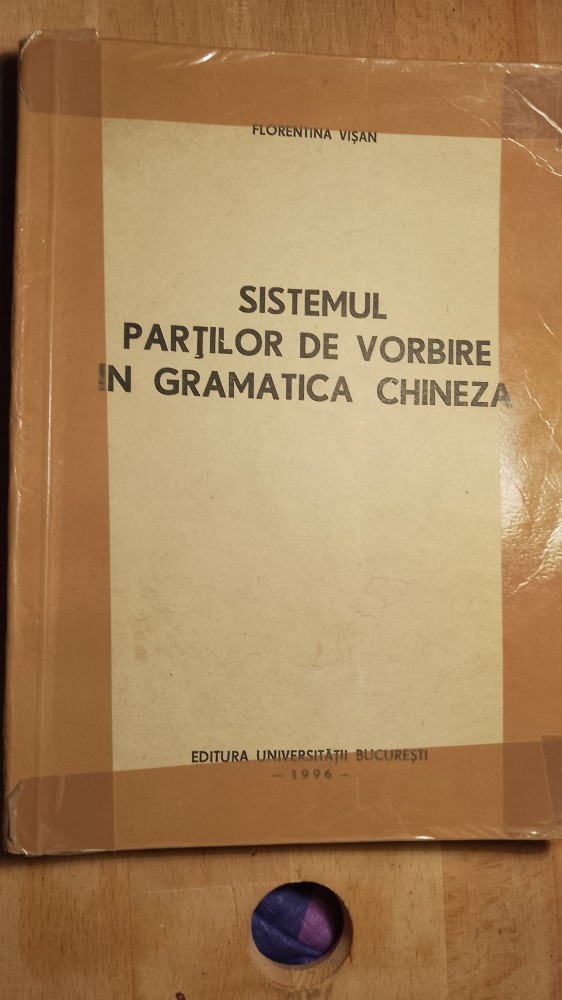 FLORENTINA VIŞAN
SISTEMUL
PARŢILOR DE VORBIRE
IN GRAMATICA CHINEZA
EDITURA UNIVERSITĂŢII BUCUREŞTI
– 1996 –